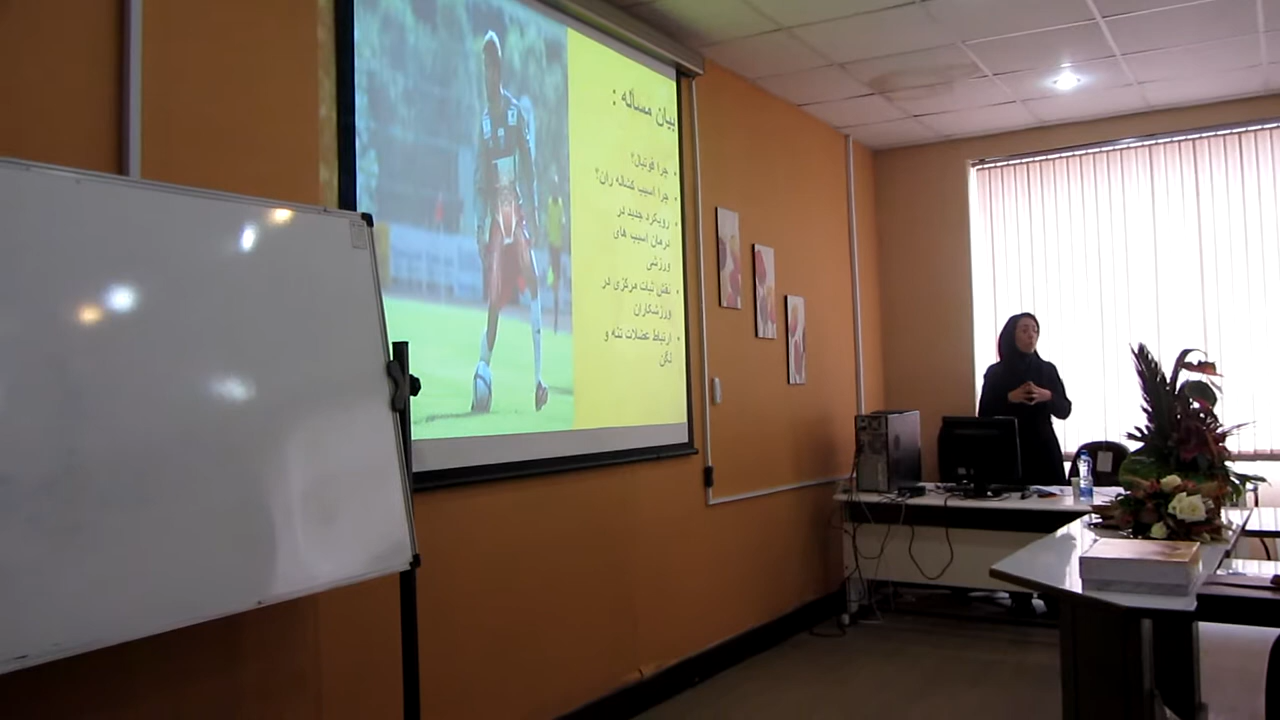 بیان مسأله :
• چرا فوتبال؟
• چرا آسیب کشاله ران؟
• رویکرد جدید در
درمان آسیب های
ورزشی
• نقش ثبات مرکزی در
ورزشکاران
• ارتباط عضلات تنه و
لگن